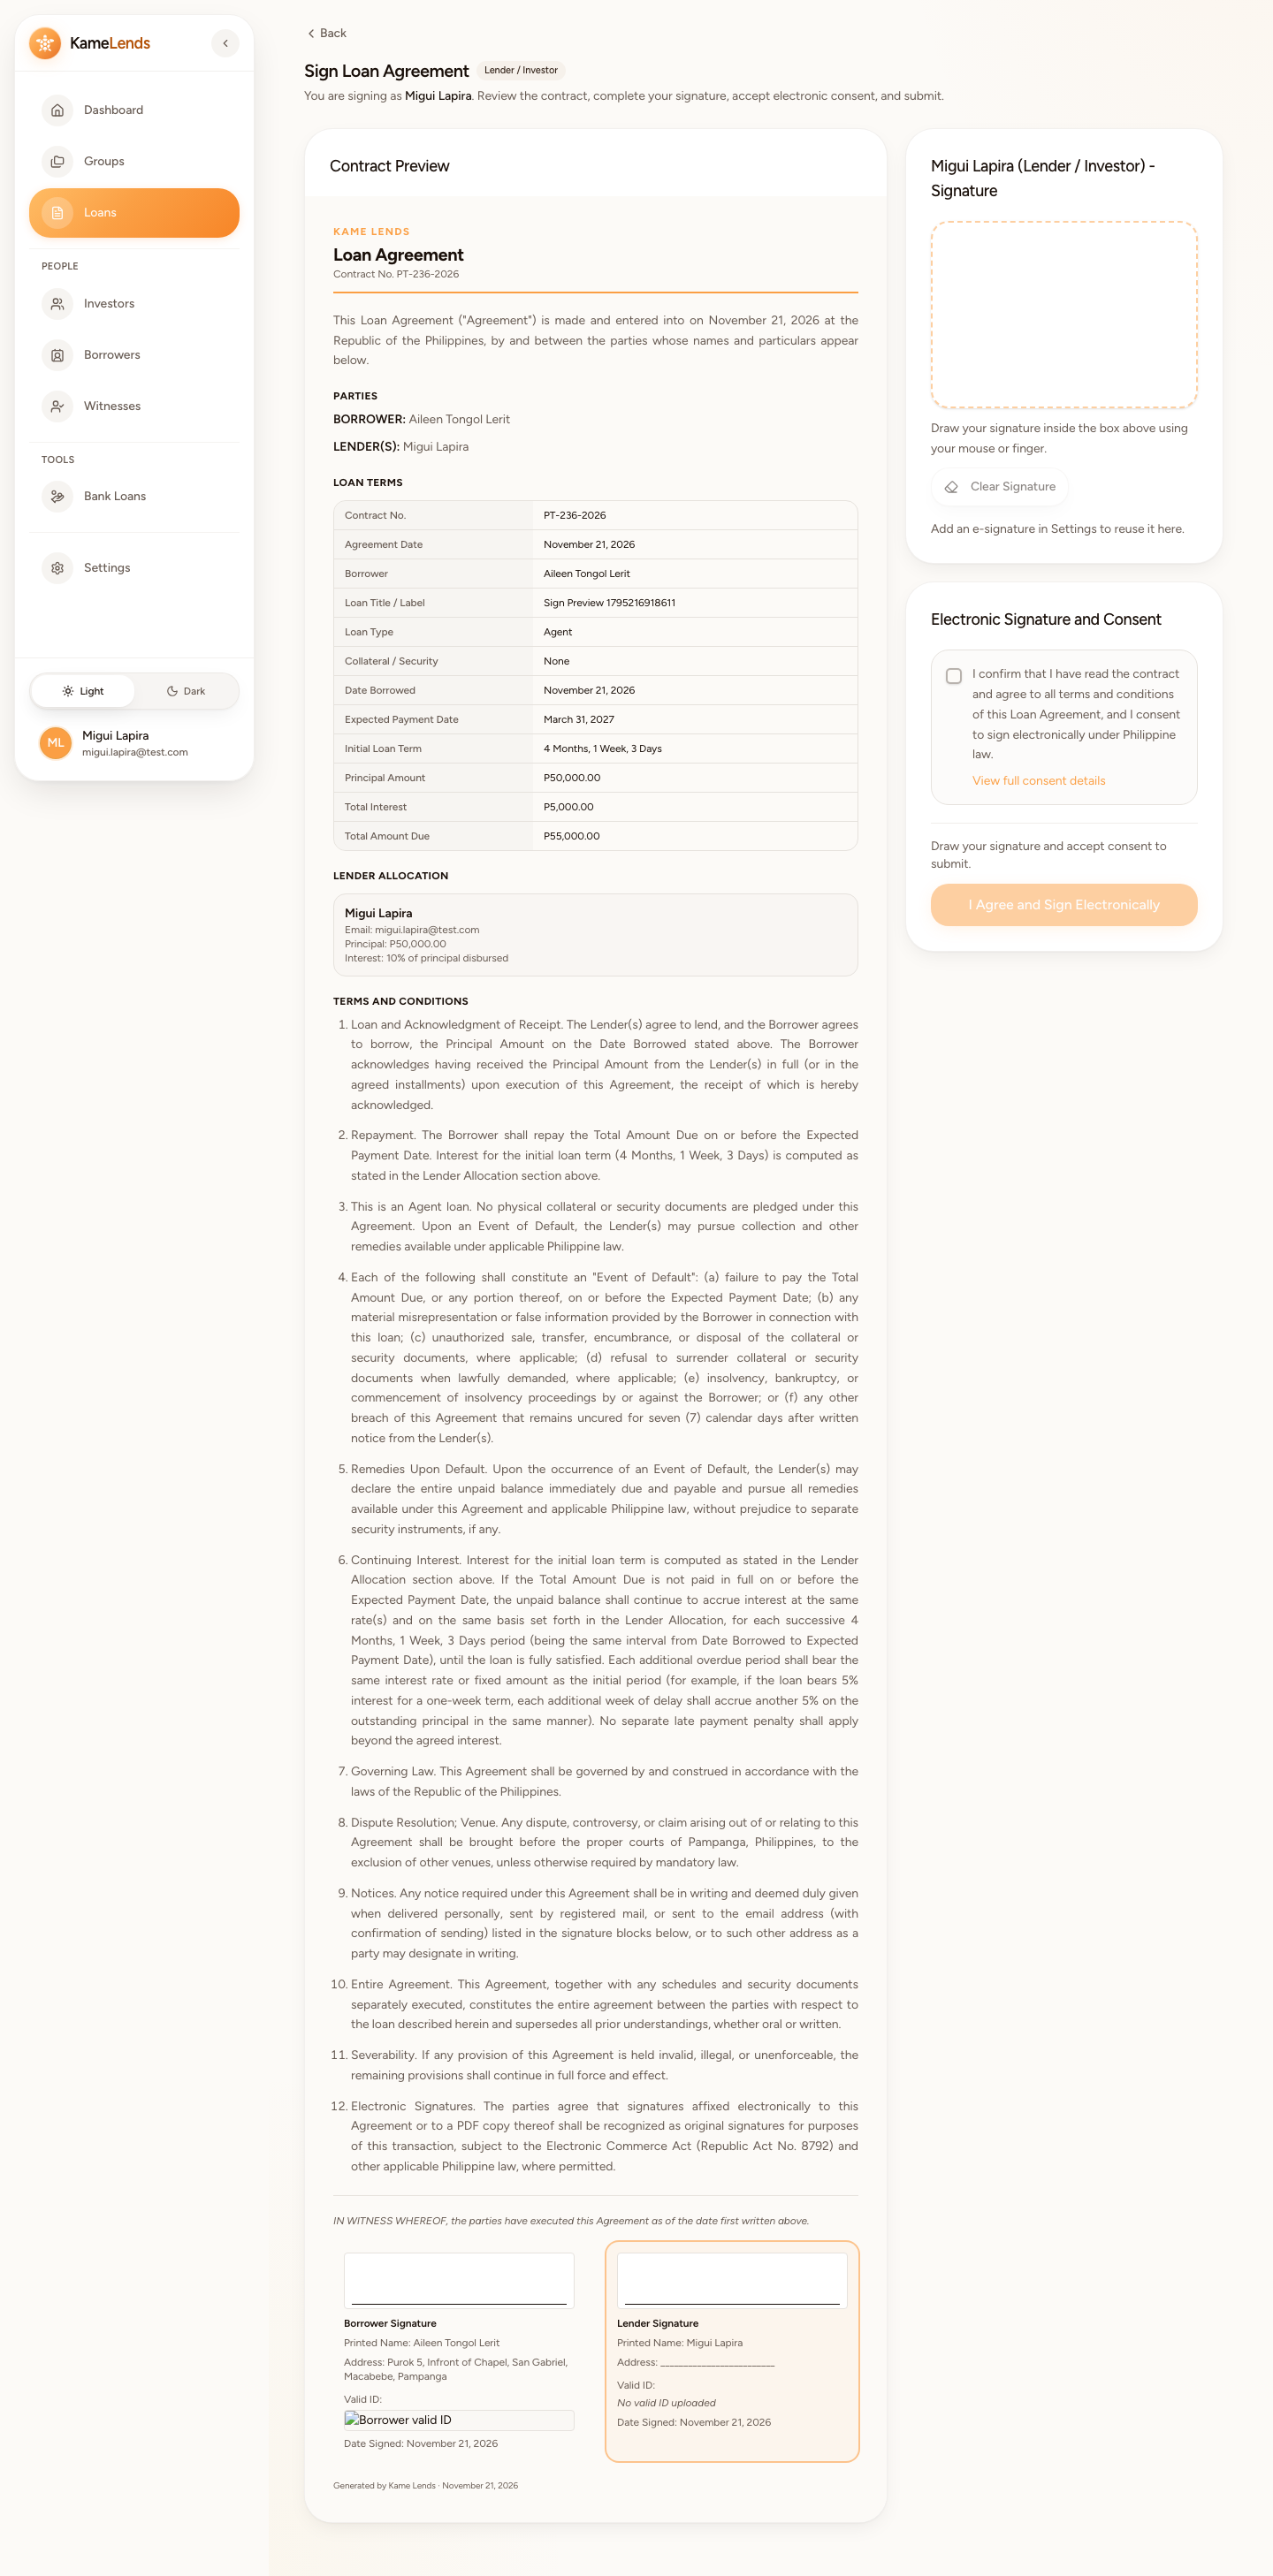 KameLends
Dashboard
Groups
Loans
PEOPLE
Investors
Borrowers
Witnesses
TOOLS
Bank Loans
Settings
Light
Dark
ML
Migui Lapira
migui.lapira@test.com
Back
Sign Loan Agreement
Lender / Investor
You are signing as Migui Lapira. Review the contract, complete your signature, accept electronic consent, and submit.
Contract Preview
KAME LENDS
Loan Agreement
Contract No. PT-236-2026
This Loan Agreement ("Agreement") is made and entered into on November 21, 2026 at the
Republic of the Philippines, by and between the parties whose names and particulars appear
below.
PARTIES
BORROWER: Aileen Tongol Lerit
LENDER(S): Migui Lapira
LOAN TERMS
Contract No. PT-236-2026
Agreement Date November 21, 2026
Borrower Aileen Tongol Lerit
Loan Title / Label Sign Preview 1795216918611
Loan Type Agent
Collateral / Security None
Date Borrowed November 21, 2026
Expected Payment Date March 31, 2027
Initial Loan Term 4 Months, 1 Week, 3 Days
Principal Amount P50,000.00
Total Interest P5,000.00
Total Amount Due P55,000.00
LENDER ALLOCATION
Migui Lapira
Email: migui.lapira@test.com
Principal: P50,000.00
Interest: 10% of principal disbursed
TERMS AND CONDITIONS
1. Loan and Acknowledgment of Receipt. The Lender(s) agree to lend, and the Borrower agrees
to borrow, the Principal Amount on the Date Borrowed stated above. The Borrower
acknowledges having received the Principal Amount from the Lender(s) in full (or in the
agreed installments) upon execution of this Agreement, the receipt of which is hereby
acknowledged.
2. Repayment. The Borrower shall repay the Total Amount Due on or before the Expected
Payment Date. Interest for the initial loan term (4 Months, 1 Week, 3 Days) is computed as
stated in the Lender Allocation section above.
3. This is an Agent loan. No physical collateral or security documents are pledged under this
Agreement. Upon an Event of Default, the Lender(s) may pursue collection and other
remedies available under applicable Philippine law.
4. Each of the following shall constitute an "Event of Default": (a) failure to pay the Total
Amount Due, or any portion thereof, on or before the Expected Payment Date; (b) any
material misrepresentation or false information provided by the Borrower in connection with
this loan; (c) unauthorized sale, transfer, encumbrance, or disposal of the collateral or
security documents, where applicable; (d) refusal to surrender collateral or security
documents when lawfully demanded, where applicable; (e) insolvency, bankruptcy, or
commencement of insolvency proceedings by or against the Borrower; or (f) any other
breach of this Agreement that remains uncured for seven (7) calendar days after written
notice from the Lender(s).
5. Remedies Upon Default. Upon the occurrence of an Event of Default, the Lender(s) may
declare the entire unpaid balance immediately due and payable and pursue all remedies
available under this Agreement and applicable Philippine law, without prejudice to separate
security instruments, if any.
6. Continuing Interest. Interest for the initial loan term is computed as stated in the Lender
Allocation section above. If the Total Amount Due is not paid in full on or before the
Expected Payment Date, the unpaid balance shall continue to accrue interest at the same
rate(s) and on the same basis set forth in the Lender Allocation, for each successive 4
Months, 1 Week, 3 Days period (being the same interval from Date Borrowed to Expected
Payment Date), until the loan is fully satisfied. Each additional overdue period shall bear the
same interest rate or fixed amount as the initial period (for example, if the loan bears 5%
interest for a one-week term, each additional week of delay shall accrue another 5% on the
outstanding principal in the same manner). No separate late payment penalty shall apply
beyond the agreed interest.
7. Governing Law. This Agreement shall be governed by and construed in accordance with the
laws of the Republic of the Philippines.
8. Dispute Resolution; Venue. Any dispute, controversy, or claim arising out of or relating to this
Agreement shall be brought before the proper courts of Pampanga, Philippines, to the
exclusion of other venues, unless otherwise required by mandatory law.
9. Notices. Any notice required under this Agreement shall be in writing and deemed duly given
when delivered personally, sent by registered mail, or sent to the email address (with
confirmation of sending) listed in the signature blocks below, or to such other address as a
party may designate in writing.
10. Entire Agreement. This Agreement, together with any schedules and security documents
separately executed, constitutes the entire agreement between the parties with respect to
the loan described herein and supersedes all prior understandings, whether oral or written.
11. Severability. If any provision of this Agreement is held invalid, illegal, or unenforceable, the
remaining provisions shall continue in full force and effect.
12. Electronic Signatures. The parties agree that signatures affixed electronically to this
Agreement or to a PDF copy thereof shall be recognized as original signatures for purposes
of this transaction, subject to the Electronic Commerce Act (Republic Act No. 8792) and
other applicable Philippine law, where permitted.
IN WITNESS WHEREOF, the parties have executed this Agreement as of the date first written above.
Borrower Signature
Printed Name: Aileen Tongol Lerit
Address: Purok 5, Infront of Chapel, San Gabriel,
Macabebe, Pampanga
Valid ID:
Borrower valid ID
Date Signed: November 21, 2026
Lender Signature
Printed Name: Migui Lapira
Address: ________________________
Valid ID:
No valid ID uploaded
Date Signed: November 21, 2026
Generated by Kame Lends · November 21, 2026
Migui Lapira (Lender / Investor) -
Signature
Draw your signature inside the box above using
your mouse or finger.
Clear Signature
Add an e-signature in Settings to reuse it here.
Electronic Signature and Consent
I confirm that I have read the contract
and agree to all terms and conditions
of this Loan Agreement, and I consent
to sign electronically under Philippine
law.
View full consent details
Draw your signature and accept consent to
submit.
I Agree and Sign Electronically